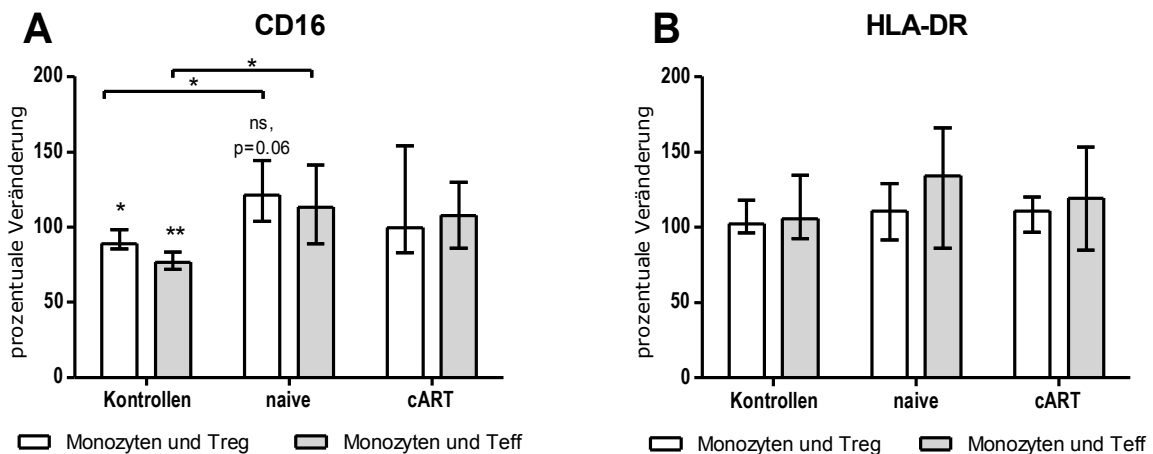 A
CD16
prozentuale Veränderung
200
150
100
50
0
*
*
ns,
p=0.06
*
**
Kontrollen
naive
cART
Monozyten und Treg
Monozyten und Teff
B
HLA-DR
prozentuale Veränderung
200
150
100
50
0
Kontrollen
naive
cART
Monozyten und Treg
Monozyten und Teff